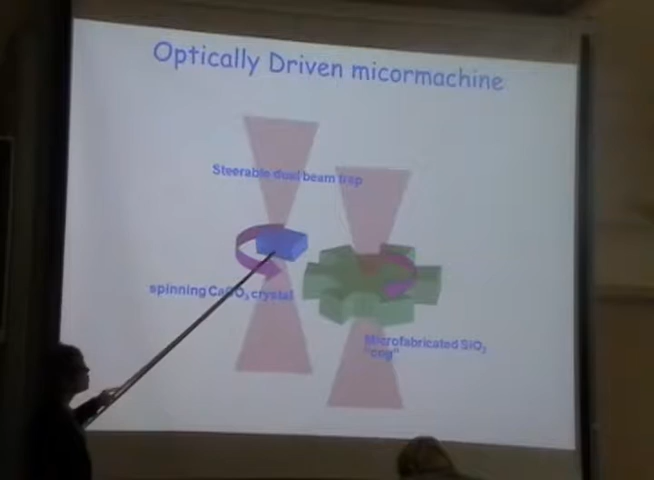 Optically Driven micormachine
Steerable dual beam trap
spinning CaCO₃ crystal
Microfabricated SiO₂
"cog"